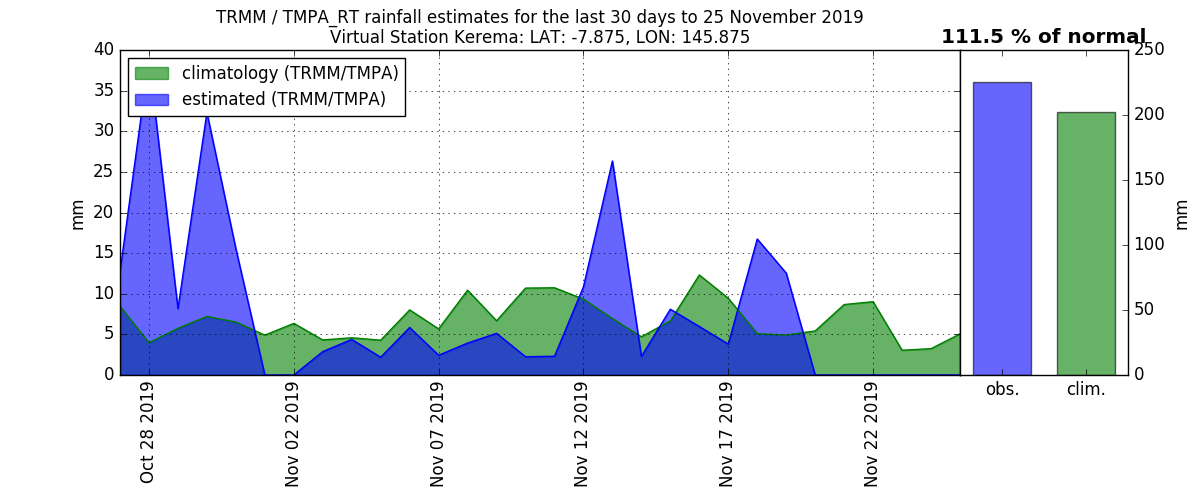 TRMM / TMPA_RT rainfall estimates for the last 30 days to 25 November 2019
Virtual Station Kerema: LAT: -7.875, LON: 145.875
111.5 % of normal
climatology (TRMM/TMPA)
estimated (TRMM/TMPA)
mm
40
35
30
25
20
15
10
5
0
Oct 28 2019
Nov 02 2019
Nov 07 2019
Nov 12 2019
Nov 17 2019
Nov 22 2019
250
200
150
100
50
0
mm
obs.
clim.